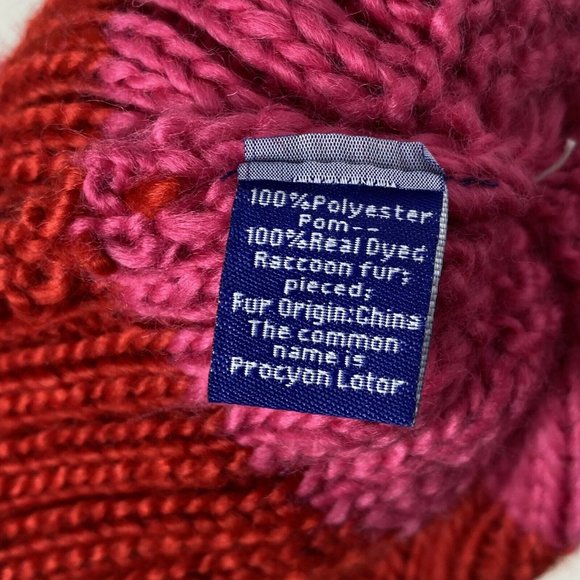 100%Polyester
Pom--
100%Real Dyed
Raccoon fur;
pieced;
Fur Origin:China
The common
name is
Procyon Lotor